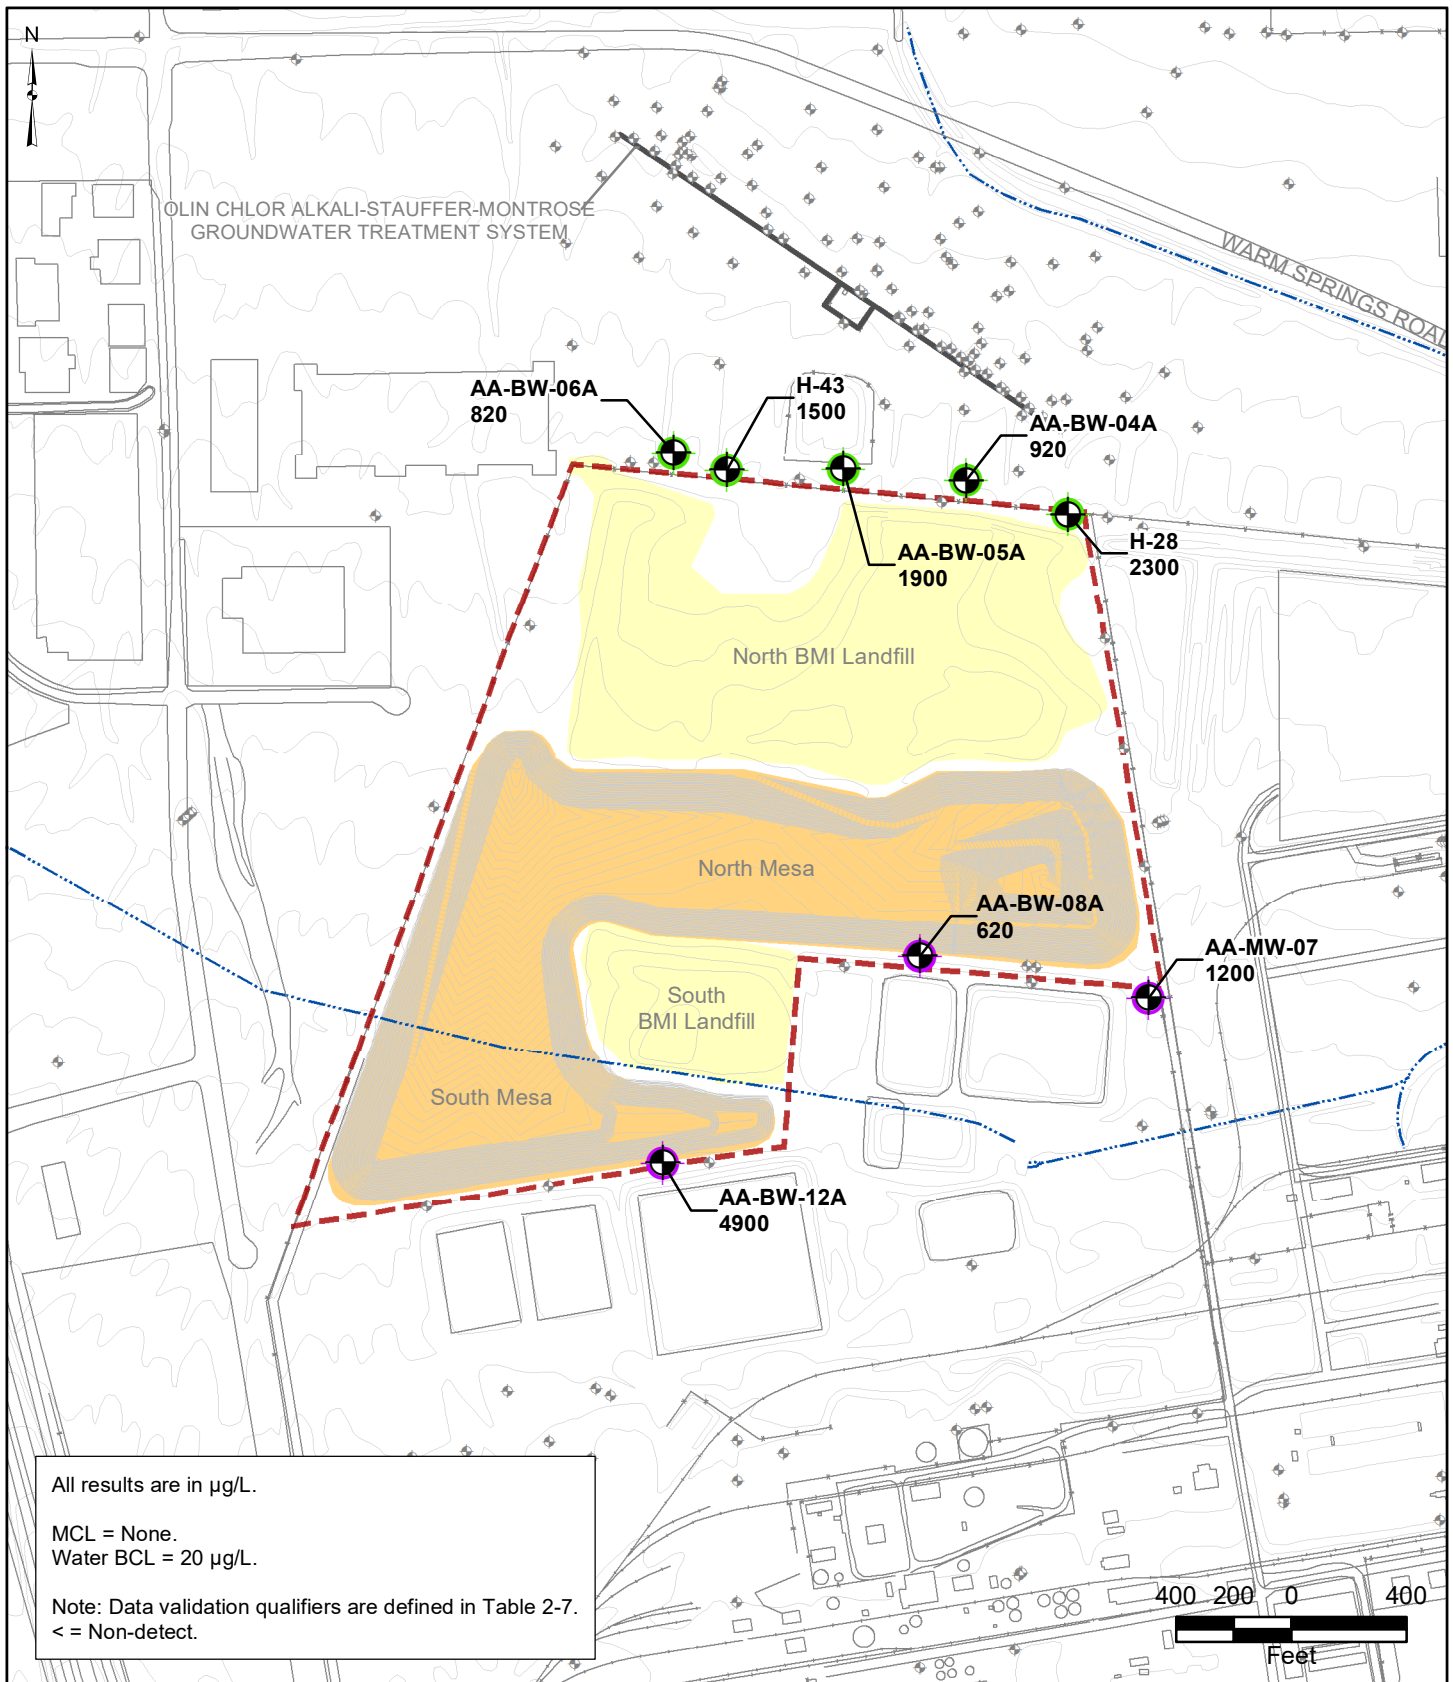 N
OLIN CHLOR ALKALI-STAUFFER-MONTROSE
GROUNDWATER TREATMENT SYSTEM
WARM SPRINGS ROAD
AA-BW-06A
820
H-43
1500
AA-BW-04A
920
AA-BW-05A
1900
H-28
2300
North BMI Landfill
North Mesa
AA-BW-08A
620
AA-MW-07
1200
South
BMI Landfill
South Mesa
AA-BW-12A
4900
All results are in µg/L.
MCL = None.
Water BCL = 20 µg/L.
Note: Data validation qualifiers are defined in Table 2-7.
< = Non-detect.
400 200 0 400
Feet